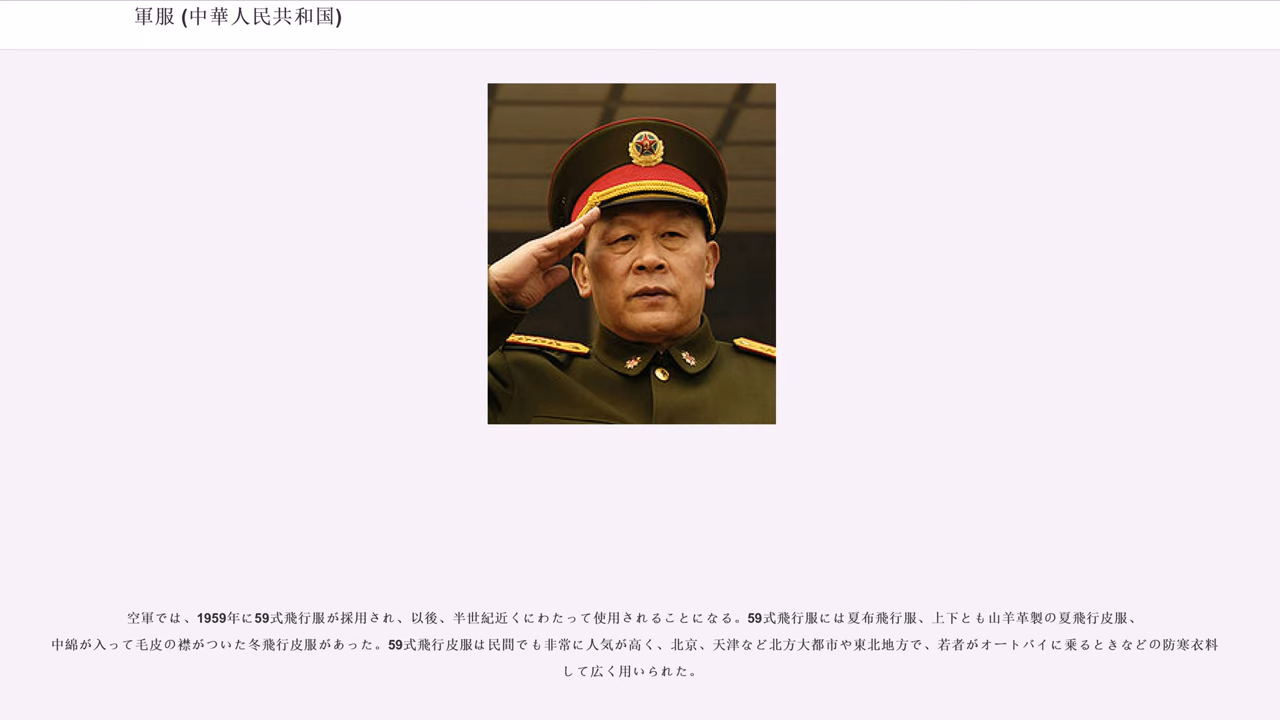 軍服 (中華人民共和国)
空軍では、1959年に59式飛行服が採用され、以後、半世紀近くにわたって使用されることになる。59式飛行服には夏布飛行服、上下とも山羊革製の夏飛行皮服、
中綿が入って毛皮の襟がついた冬飛行皮服があった。59式飛行皮服は民間でも非常に人気が高く、北京、天津など北方大都市や東北地方で、若者がオートバイに乗るときなどの防寒衣料
して広く用いられた。